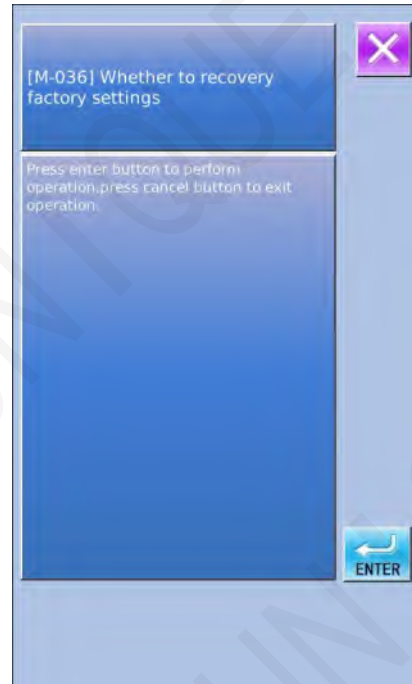 [M-036] Whether to recovery
factory settings
Press enter button to perform
operation,press cancel button to exit
operation.
ENTER